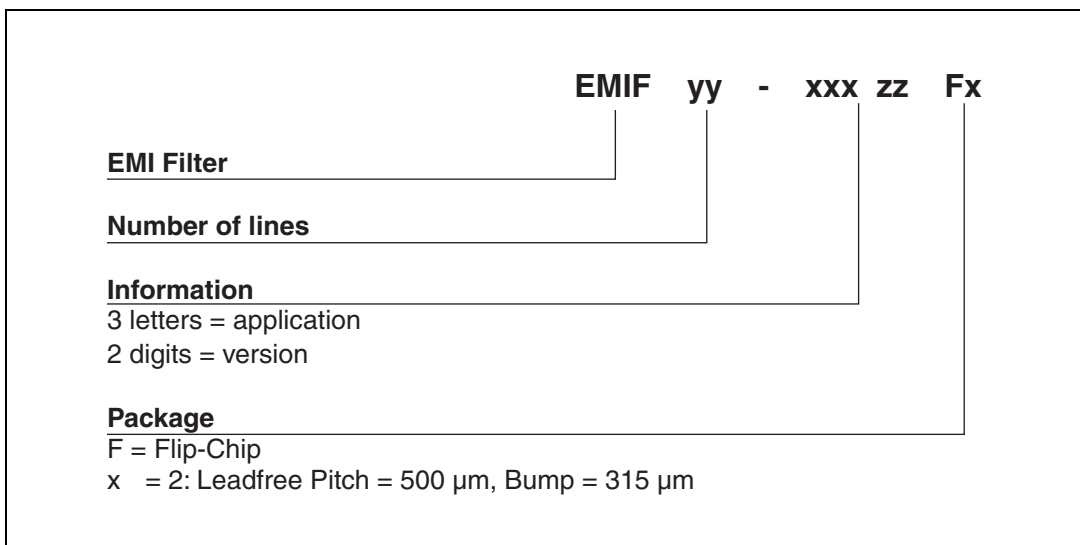 EMIF yy - xxx zz Fx
EMI Filter
Number of lines
Information
3 letters = application
2 digits = version
Package
F = Flip-Chip
x = 2: Leadfree Pitch = 500 µm, Bump = 315 µm